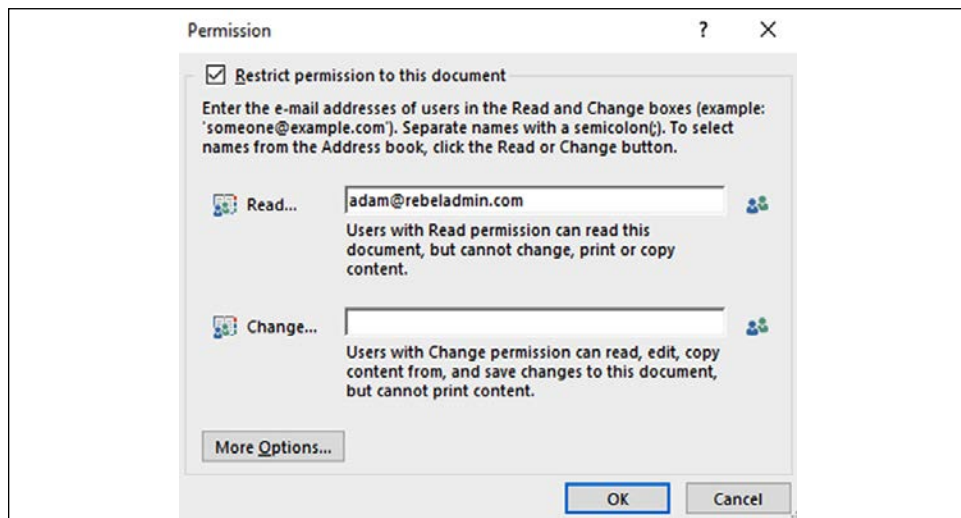 Permission ? X
Restrict permission to this document
Enter the e-mail addresses of users in the Read and Change boxes (example:
'someone@example.com'). Separate names with a semicolon(;). To select
names from the Address book, click the Read or Change button.
Read... adam@rebeladmin.com
Users with Read permission can read this
document, but cannot change, print or copy
content.
Change...
Users with Change permission can read, edit, copy
content from, and save changes to this document,
but cannot print content.
More Options...
OK Cancel